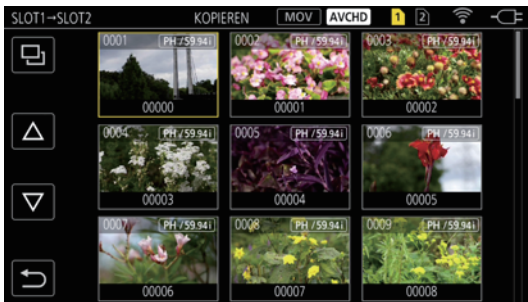 SLOT1→SLOT2 KOPIEREN MOV AVCHD 1 2
0001 PH/59.94i 0002 PH/59.94i 0003 PH/59.94i
00000 00001 00002
0004 PH/59.94i 0005 PH/59.94i 0006 PH/59.94i
00003 00004 00005
0007 PH/59.94i 0008 PH/59.94i 0009 PH/59.94i
00006 00007 00008